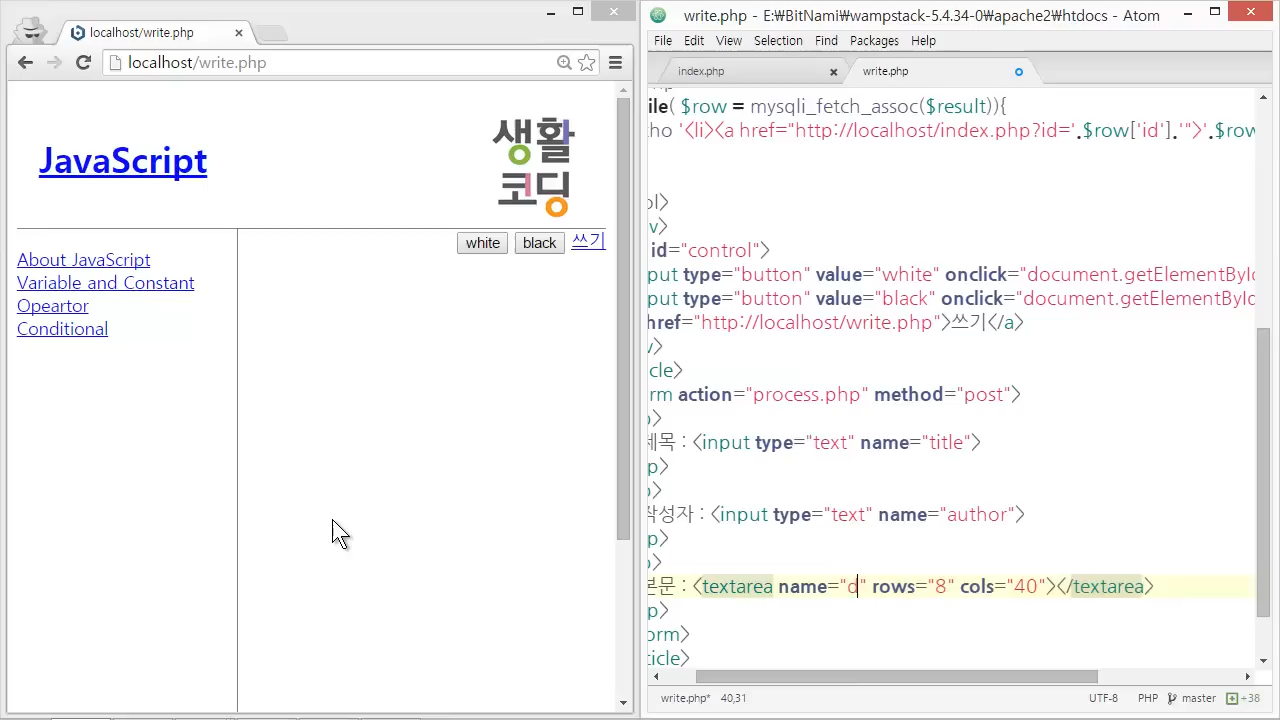 localhost/write.php
localhost/write.php
JavaScript
생활
코딩
white black 쓰기
About JavaScript
Variable and Constant
Opeartor
Conditional
write.php - E:\BitNami\wampstack-5.4.34-0\apache2\htdocs - Atom
File Edit View Selection Find Packages Help
index.php write.php
ile( $row = mysqli_fetch_assoc($result)){
ho '<li><a href="http://localhost/index.php?id='.$row['id'].'">'.$row
ol>
v>
id="control">
put type="button" value="white" onclick="document.getElementById
put type="button" value="black" onclick="document.getElementById
href="http://localhost/write.php">쓰기</a>
v>
cle>
rm action="process.php" method="post">
>
제목 : <input type="text" name="title">
p>
>
작성자 : <input type="text" name="author">
p>
>
본문 : <textarea name="d" rows="8" cols="40"></textarea>
p>
orm>
ticle>
write.php* 40,31 UTF-8 PHP master +38